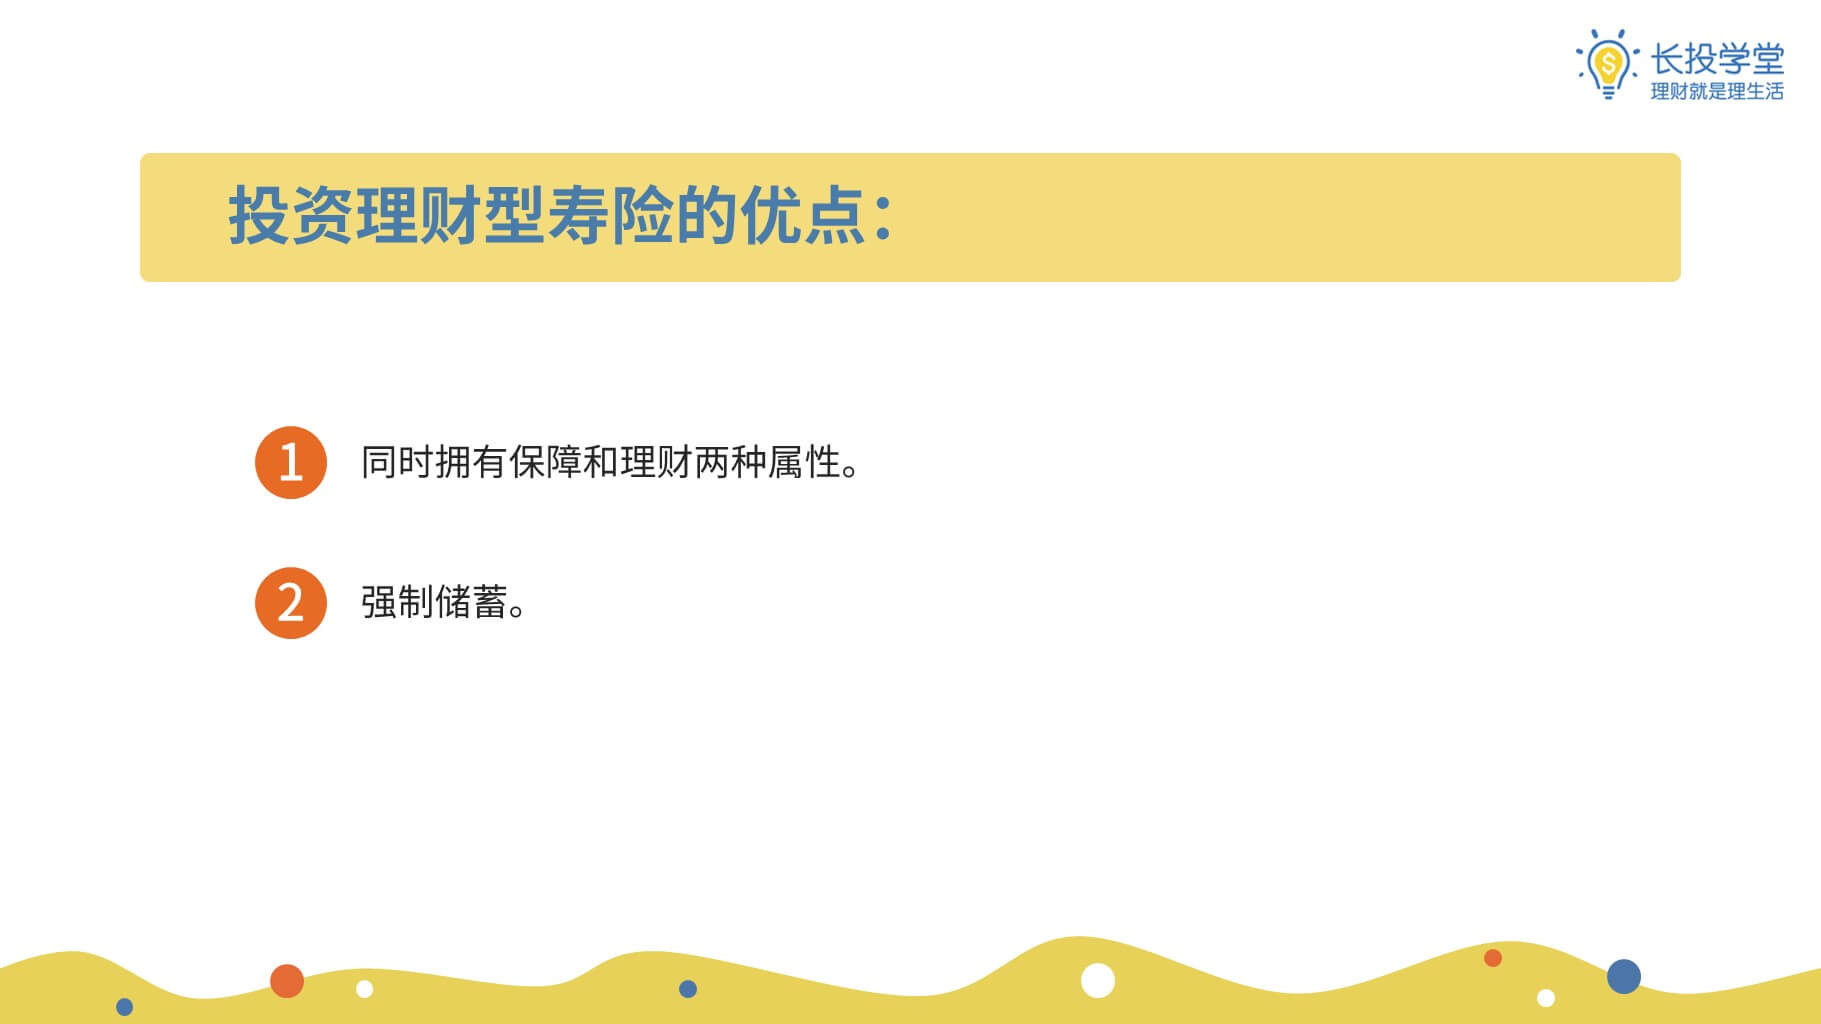 长投学堂
理财就是理生活
投资理财型寿险的优点：
1 同时拥有保障和理财两种属性。
2 强制储蓄。